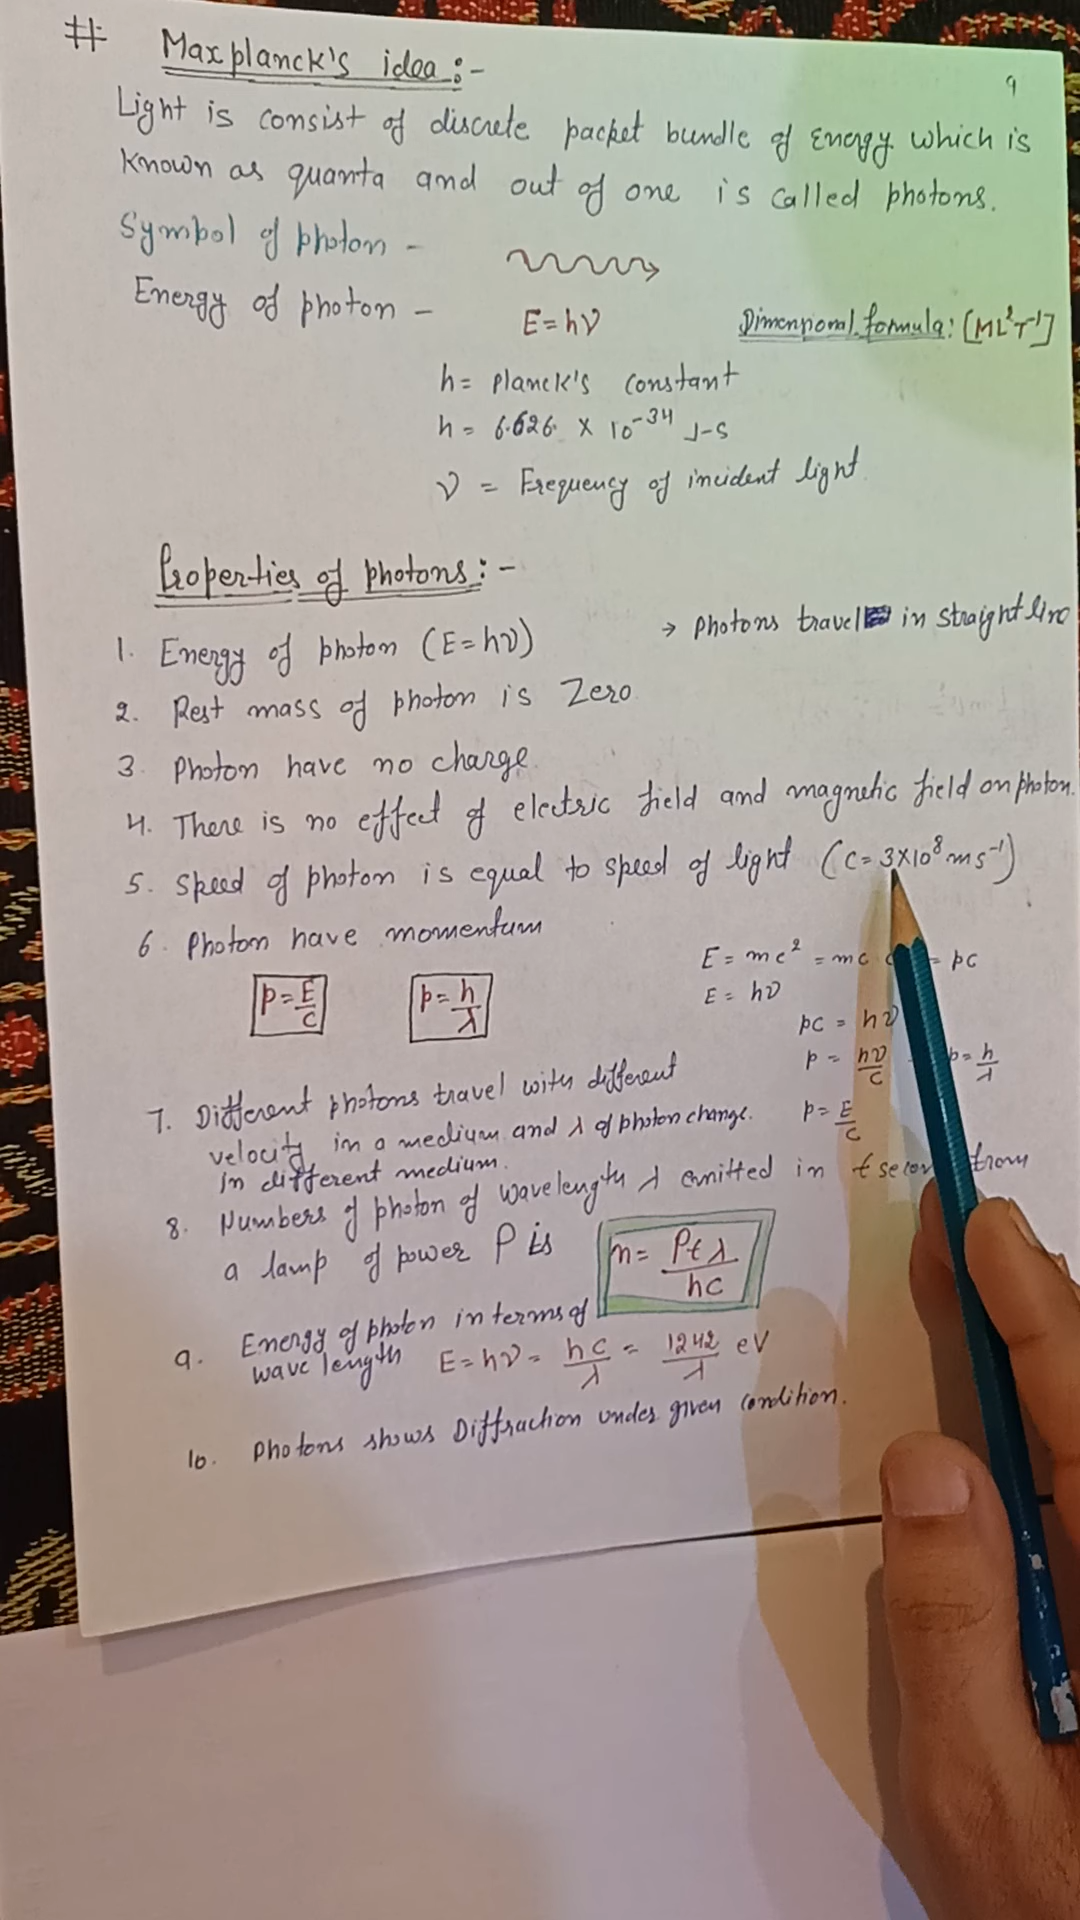 # Max planck's idea :-
9
Light is consist of discrete packet bundle of Energy which is
known as quanta and out of one is called photons.
Symbol of photon -
Energy of photon - E = hν Dimensional formula: [ML²T⁻¹]
h = planck's constant
h = 6.626 × 10⁻³⁴ J-s
ν = Frequency of incident light
Properties of photons :-
1. Energy of photon (E = hν) → photons travel in straight line
2. Rest mass of photon is Zero.
3. Photon have no charge.
4. There is no effect of electric field and magnetic field on photon.
5. Speed of photon is equal to speed of light (c = 3×10⁸ ms⁻¹)
6. Photon have momentum
p = E/c p = h/λ
E = mc² = mc = pc
E = hν
pc = hν
p = hν/c p = h/λ
p = E/c
7. Different photons travel with different
velocity in a medium and λ of photon change.
In different medium.
8. Numbers of photon of wavelength λ emitted in t from
a lamp of power P is n = Ptλ/hc
9. Energy of photon in terms of
wave length E = hν = hc/λ = 1242/λ eV
10. Photons shows Diffraction under given condition.